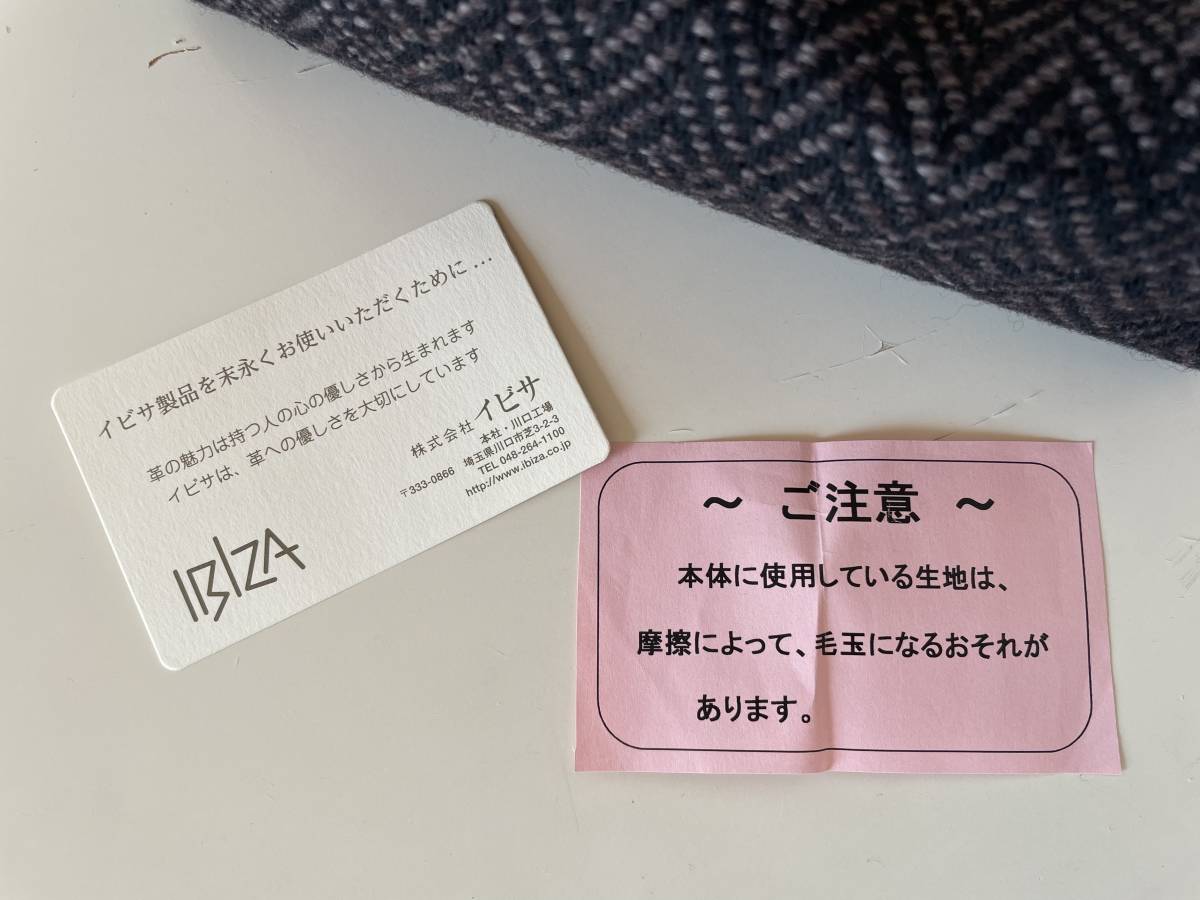 イビサ製品を末永くお使いいただくために…
革の魅力は持つ人の心の優しさから生まれます
イビサは、革への優しさを大切にしています
株式会社イビサ
本社・川口工場
〒333-0866 埼玉県川口市芝3-2-3
TEL 048-264-1100
http://www.ibiza.co.jp
IBIZA
～ ご注意 ～
本体に使用している生地は、
摩擦によって、毛玉になるおそれが
あります。